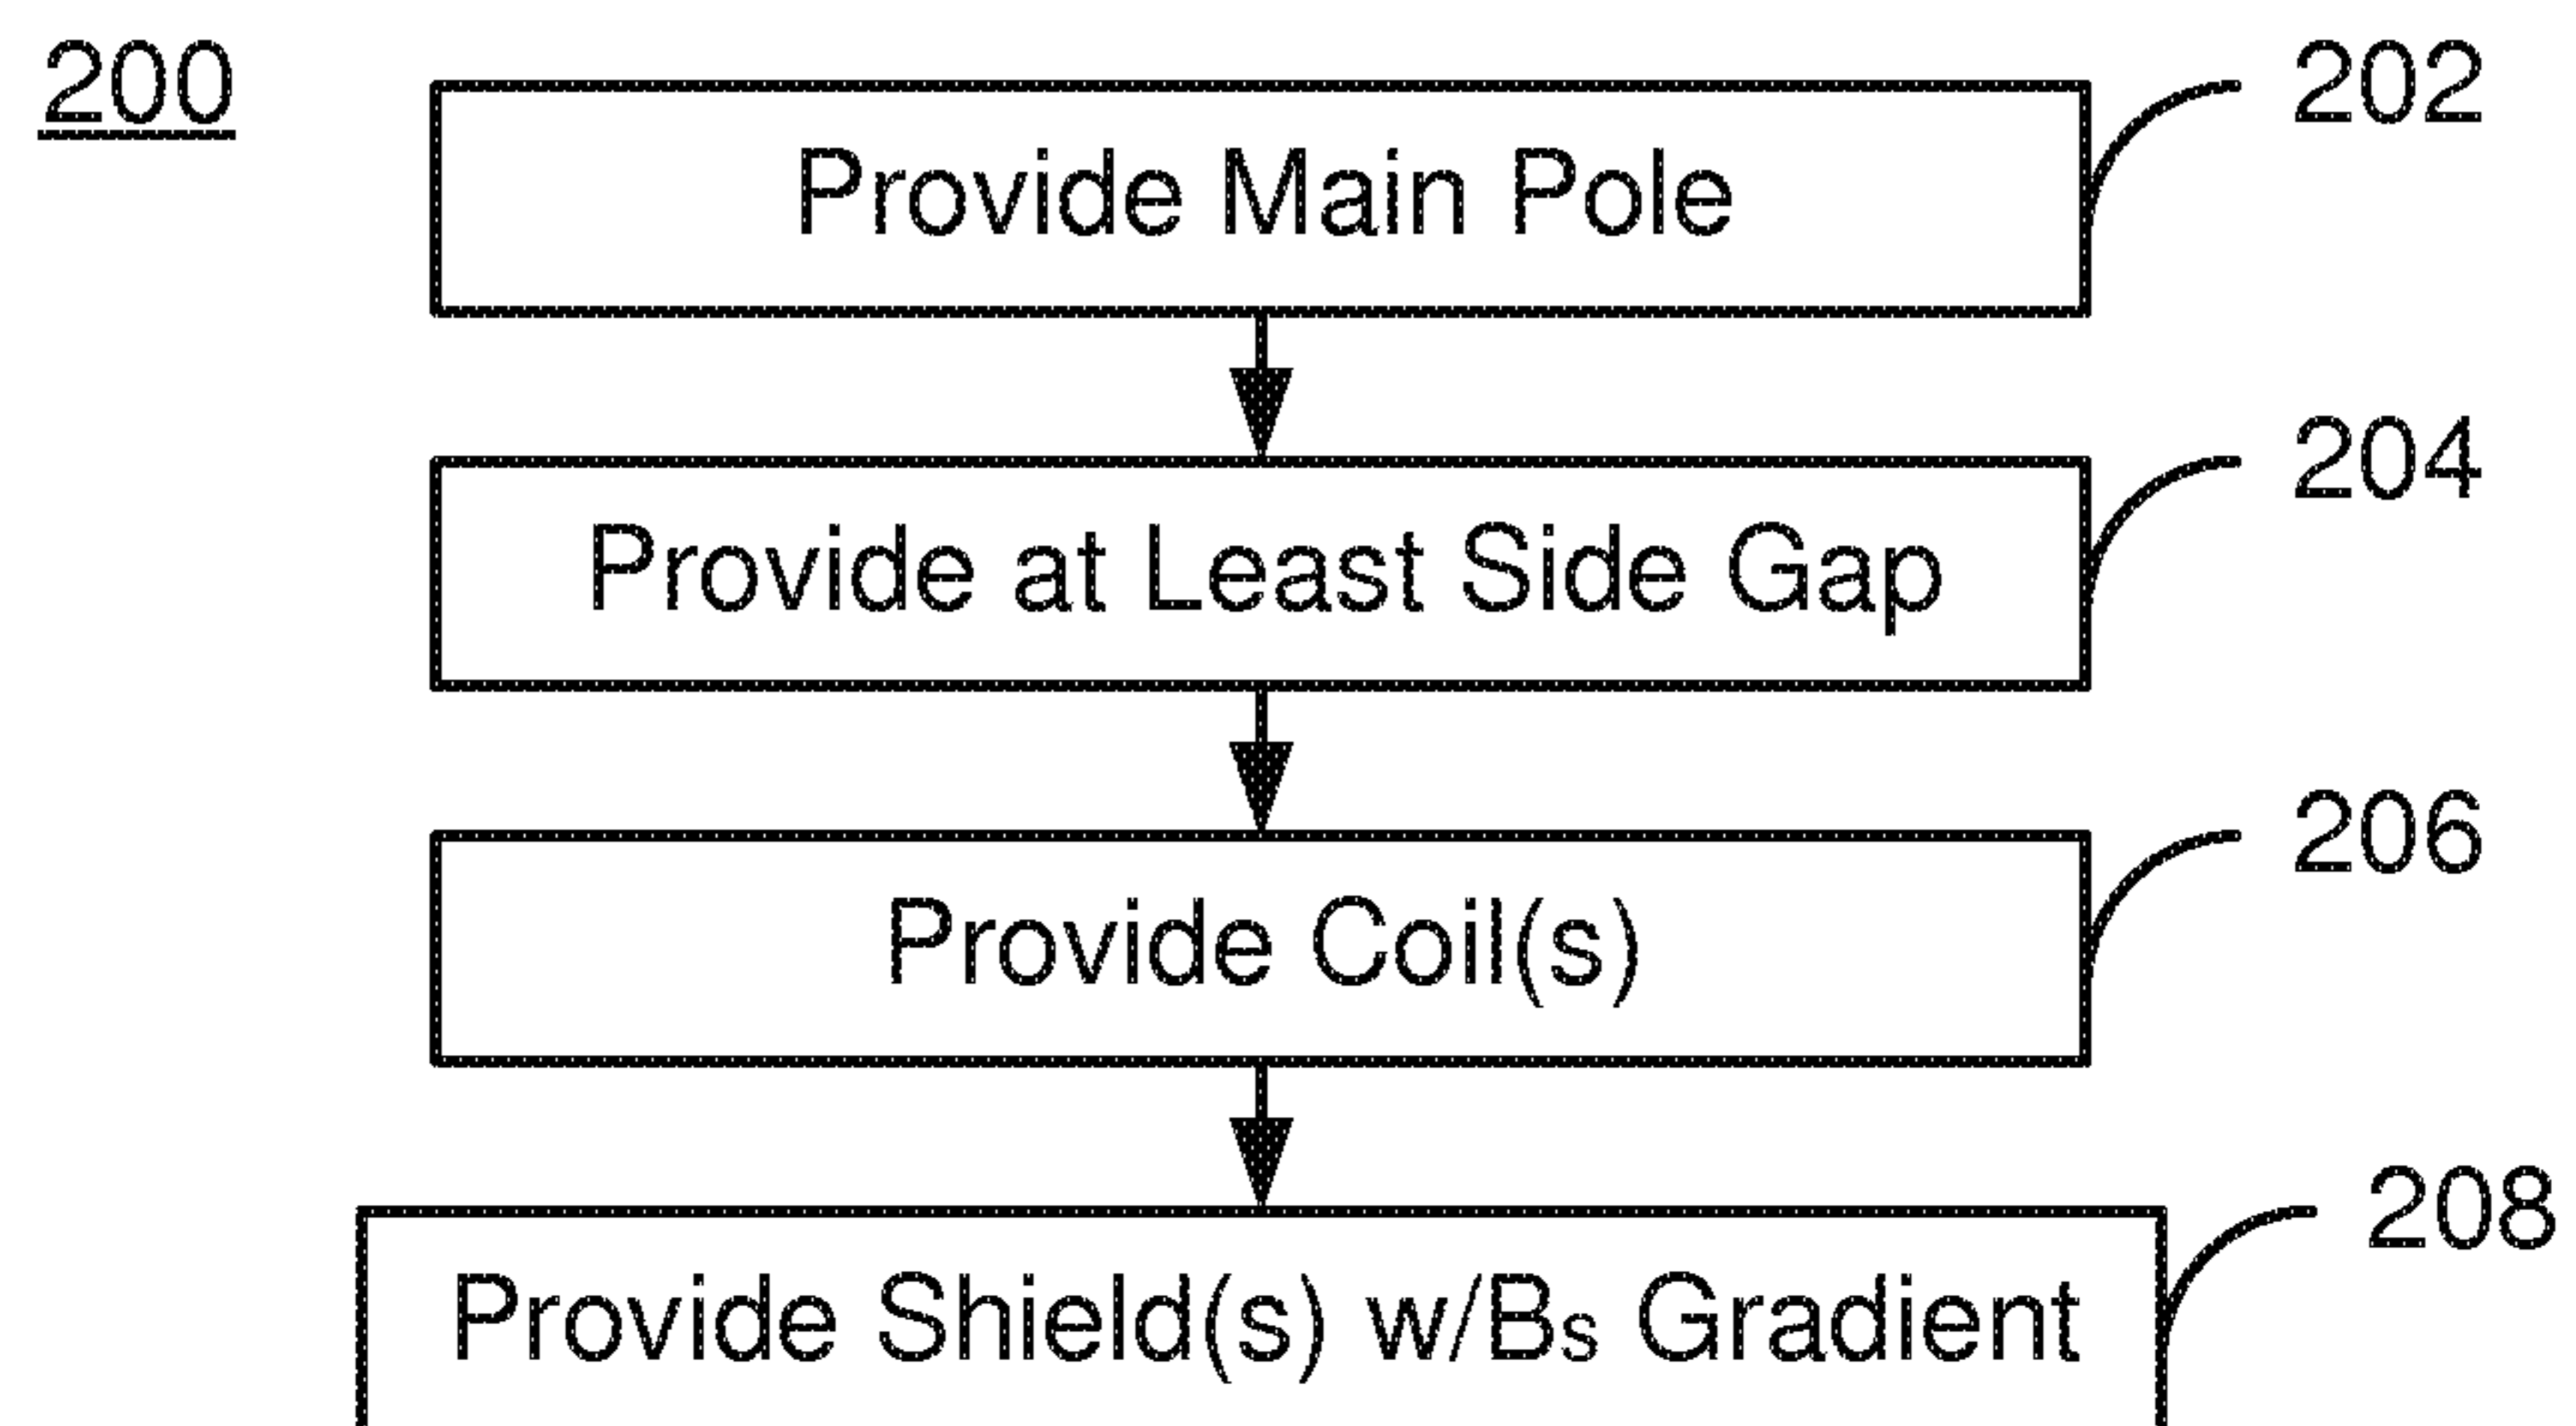 200
202
Provide Main Pole
204
Provide at Least Side Gap
206
Provide Coil(s)
208
Provide Shield(s) w/Bs Gradient